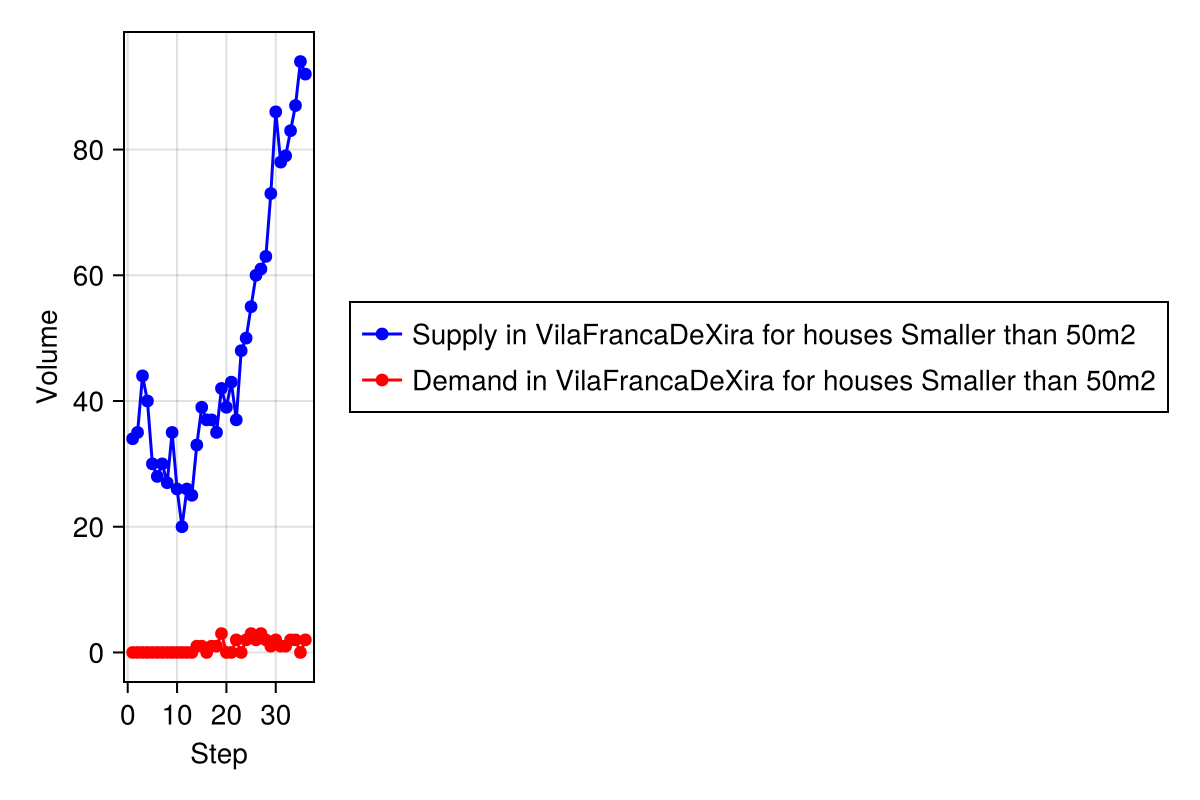 80
60
40
20
0
Volume
0 10 20 30
Step
Supply in VilaFrancaDeXira for houses Smaller than 50m2
Demand in VilaFrancaDeXira for houses Smaller than 50m2